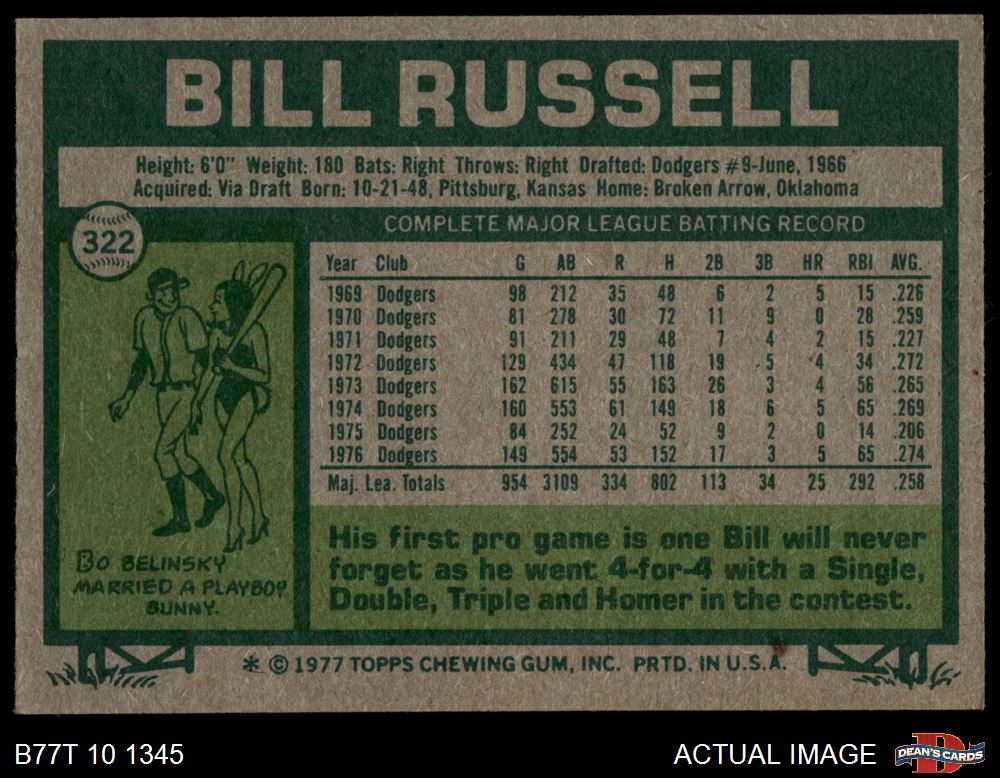 BILL RUSSELL
Height: 6'0" Weight: 180 Bats: Right Throws: Right Drafted: Dodgers #9-June, 1966
Acquired: Via Draft Born: 10-21-48, Pittsburg, Kansas Home: Broken Arrow, Oklahoma
322
COMPLETE MAJOR LEAGUE BATTING RECORD
Year Club G AB R H 2B 3B HR RBI AVG.
1969 Dodgers 98 212 35 48 6 2 5 15 .226
1970 Dodgers 81 278 30 72 11 9 0 28 .259
1971 Dodgers 91 211 29 48 7 4 2 15 .227
1972 Dodgers 129 434 47 118 19 5 4 34 .272
1973 Dodgers 162 615 55 163 26 3 4 56 .265
1974 Dodgers 160 553 61 149 18 6 5 65 .269
1975 Dodgers 84 252 24 52 9 2 0 14 .206
1976 Dodgers 149 554 53 152 17 3 5 65 .274
Maj. Lea. Totals 954 3109 334 802 113 34 25 292 .258
BO BELINSKY
MARRIED A PLAYBOY
BUNNY.
His first pro game is one Bill will never
forget as he went 4-for-4 with a Single,
Double, Triple and Homer in the contest.
* © 1977 TOPPS CHEWING GUM, INC. PRTD. IN U.S.A.
B77T 10 1345
ACTUAL IMAGE
D
DEAN'S CARDS